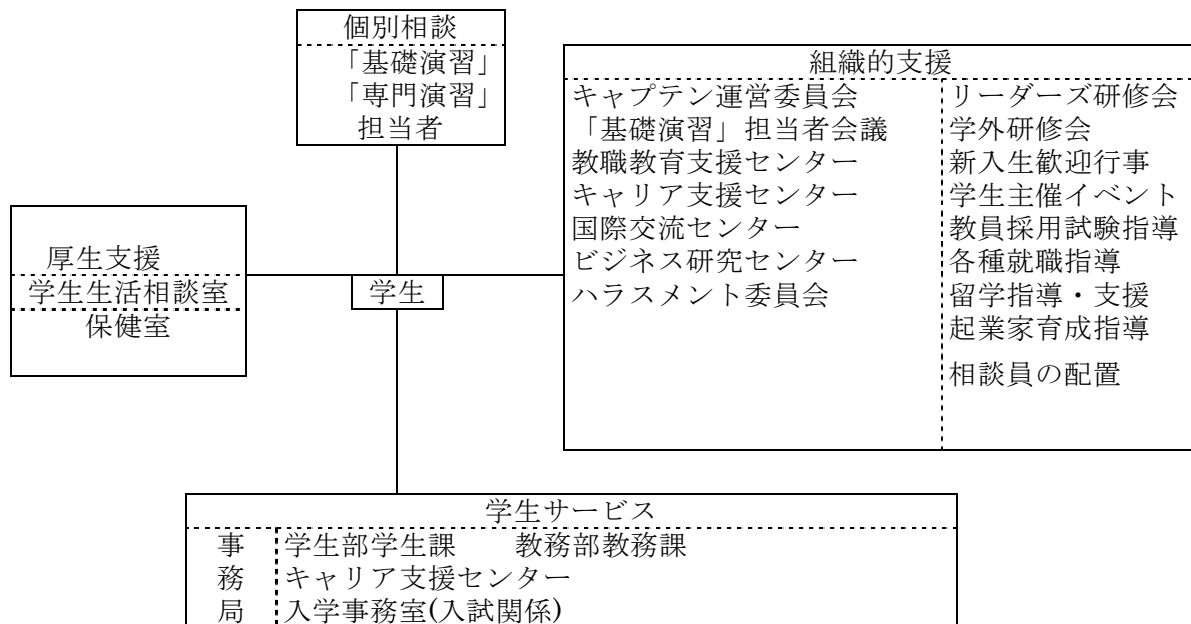 個別相談
「基礎演習」
「専門演習」
担当者
組織的支援
キャプテン運営委員会
「基礎演習」担当者会議
教職教育支援センター
キャリア支援センター
国際交流センター
ビジネス研究センター
ハラスメント委員会
リーダーズ研修会
学外研修会
新入生歓迎行事
学生主催イベント
教員採用試験指導
各種就職指導
留学指導・支援
起業家育成指導
相談員の配置
厚生支援
学生生活相談室
保健室
学生
学生サービス
事務局
学生部学生課 教務部教務課
キャリア支援センター
入学事務室(入試関係)